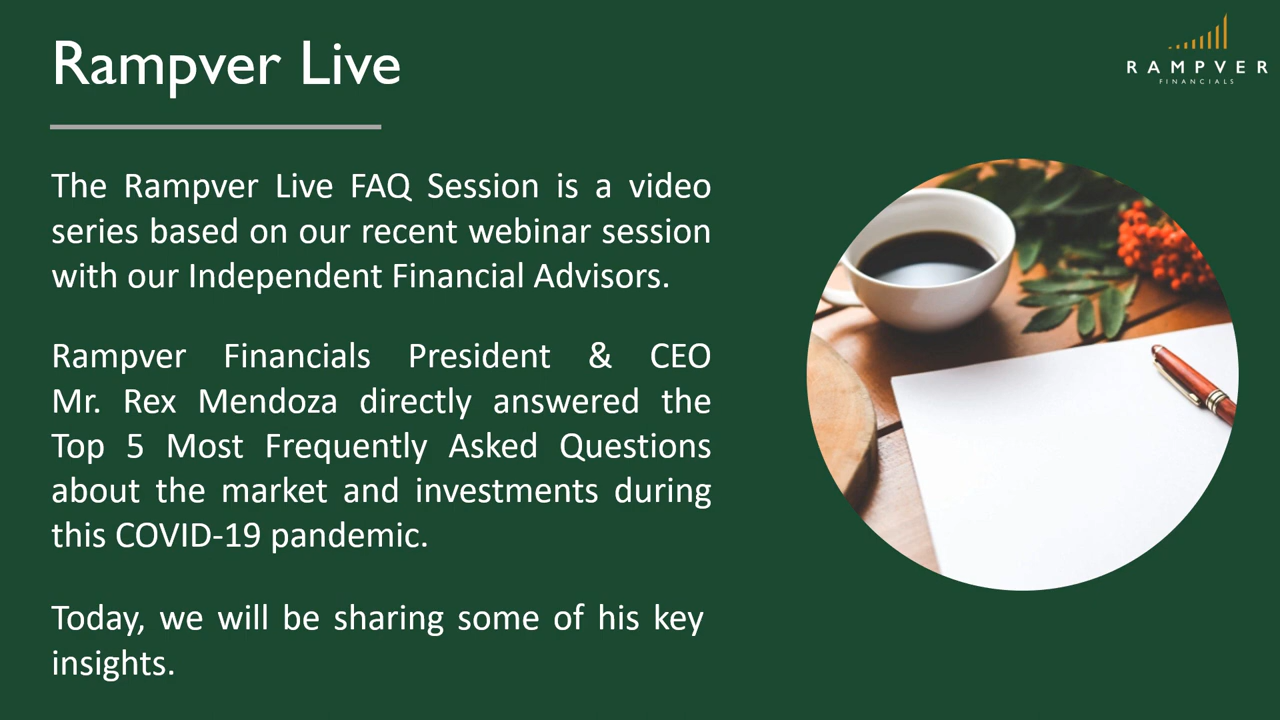 Rampver Live
RAMPVER
FINANCIALS
The Rampver Live FAQ Session is a video
series based on our recent webinar session
with our Independent Financial Advisors.
Rampver Financials President & CEO
Mr. Rex Mendoza directly answered the
Top 5 Most Frequently Asked Questions
about the market and investments during
this COVID-19 pandemic.
Today, we will be sharing some of his key
insights.